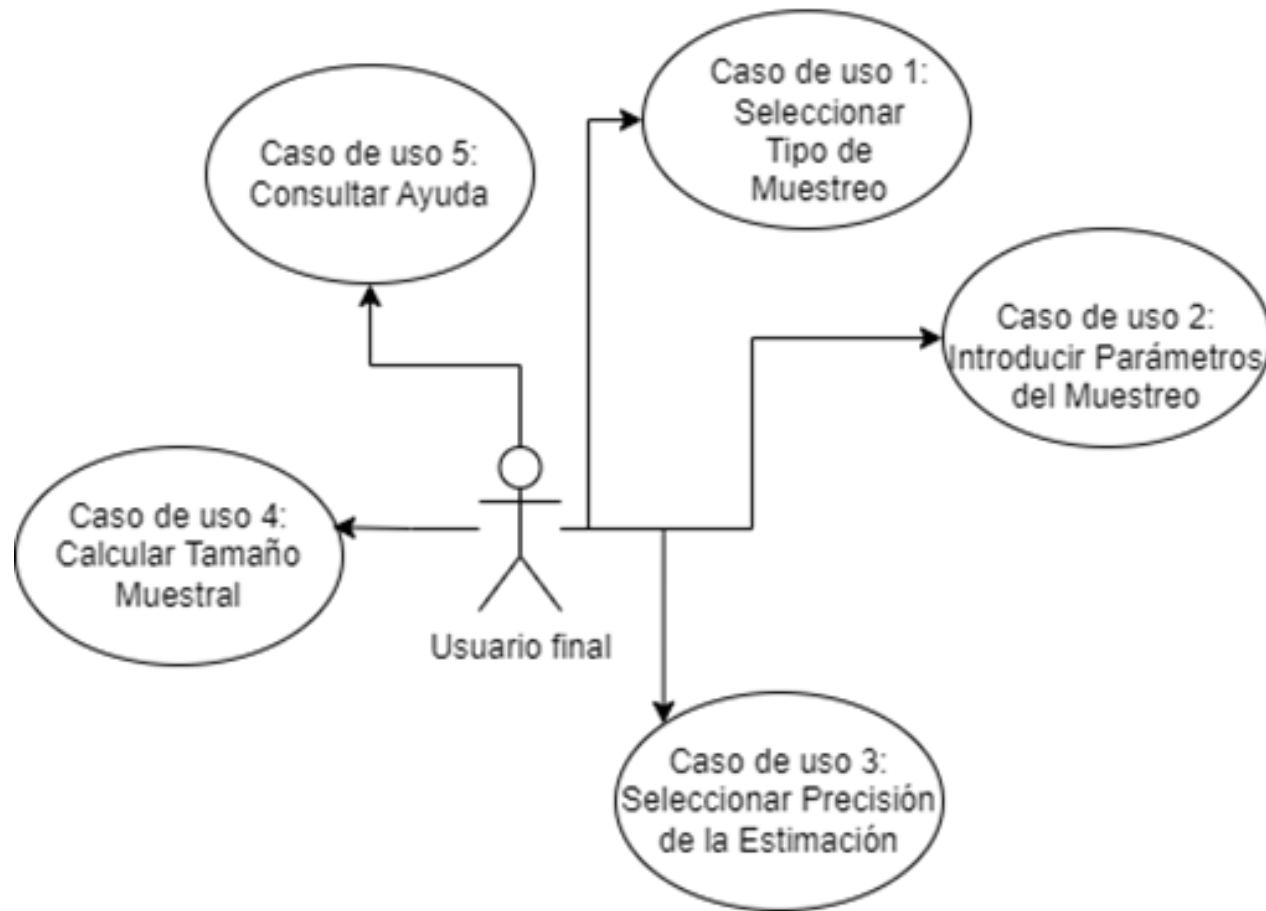 Caso de uso 1:
Seleccionar
Tipo de
Muestreo
Caso de uso 5:
Consultar Ayuda
Caso de uso 2:
Introducir Parámetros
del Muestreo
Caso de uso 4:
Calcular Tamaño
Muestral
Usuario final
Caso de uso 3:
Seleccionar Precisión
de la Estimación